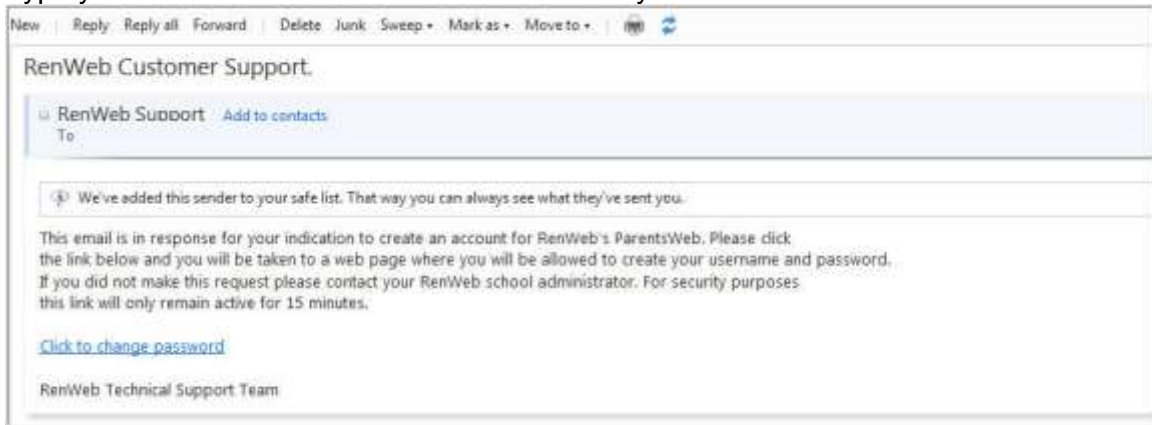 New Reply Reply all Forward Delete Junk Sweep Mark as Move to
RenWeb Customer Support.
RenWeb Support Add to contacts
To
We've added this sender to your safe list. That way you can always see what they've sent you.
This email is in response for your indication to create an account for RenWeb's ParentsWeb. Please click
the link below and you will be taken to a web page where you will be allowed to create your username and password.
If you did not make this request please contact your RenWeb school administrator. For security purposes
this link will only remain active for 15 minutes.
Click to change password
RenWeb Technical Support Team